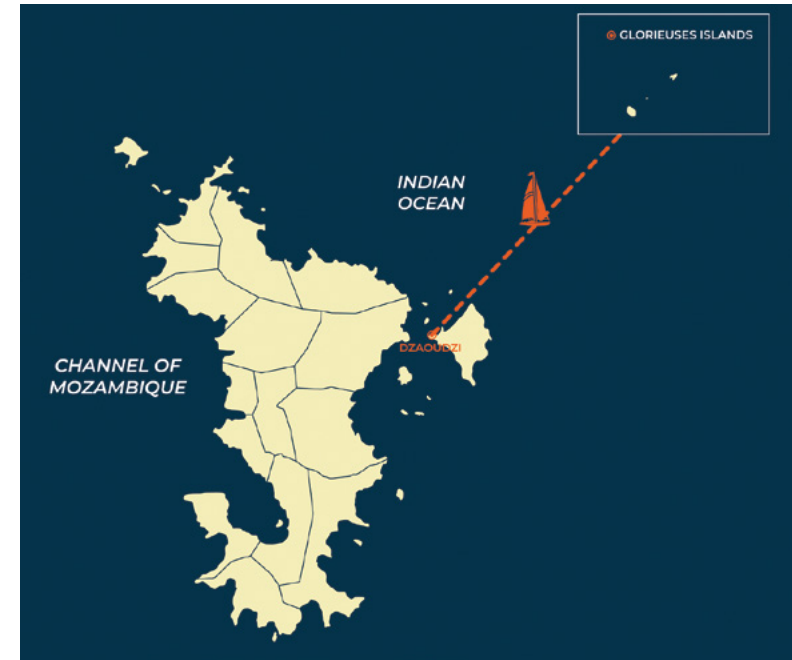 GLORIEUSES ISLANDS
INDIAN
OCEAN
DZAOUDZI
CHANNEL OF
MOZAMBIQUE